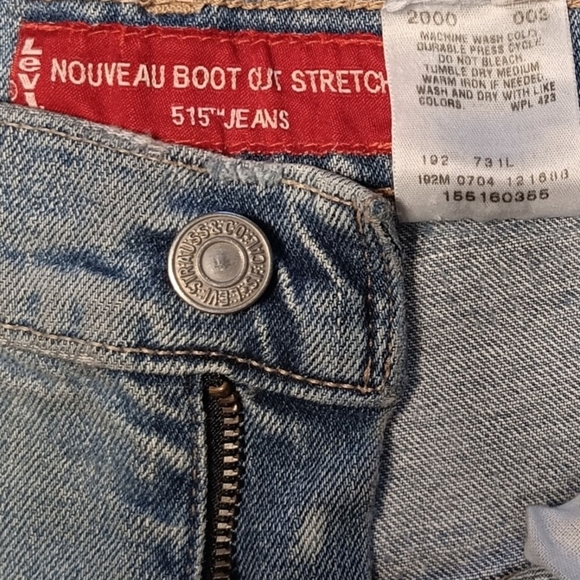 Levi's
NOUVEAU BOOT CUT STRETCH
515™ JEANS
2000 003
MACHINE WASH COLD
DURABLE PRESS CYCLE
DO NOT BLEACH
TUMBLE DRY MEDIUM
WARM IRON IF NEEDED
WASH AND DRY WITH LIKE
COLORS. WPL 423
192 731L
192M 0704 121688
155160355
LEVI STRAUSS & CO